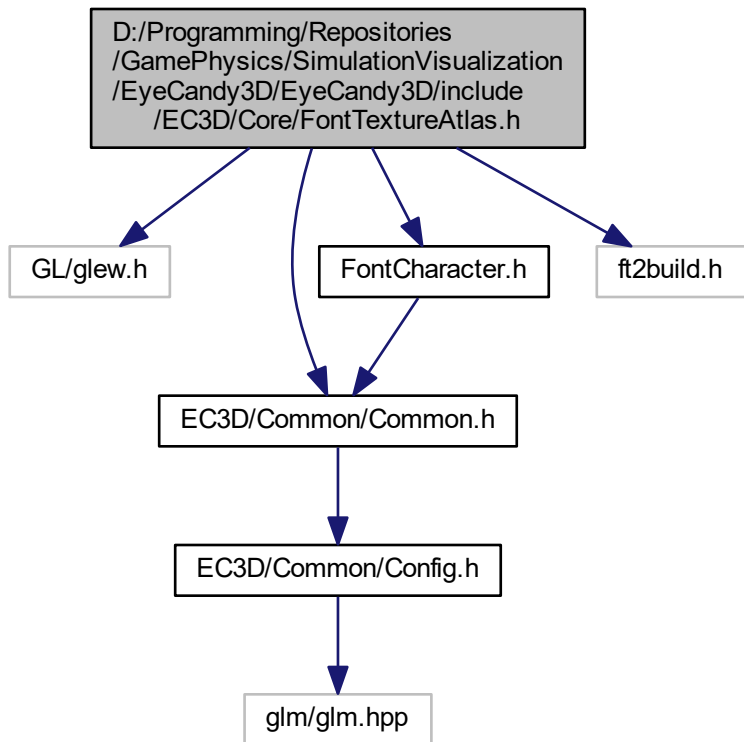 D:/Programming/Repositories
/GamePhysics/SimulationVisualization
/EyeCandy3D/EyeCandy3D/include
/EC3D/Core/FontTextureAtlas.h
GL/glew.h
FontCharacter.h
ft2build.h
EC3D/Common/Common.h
EC3D/Common/Config.h
glm/glm.hpp